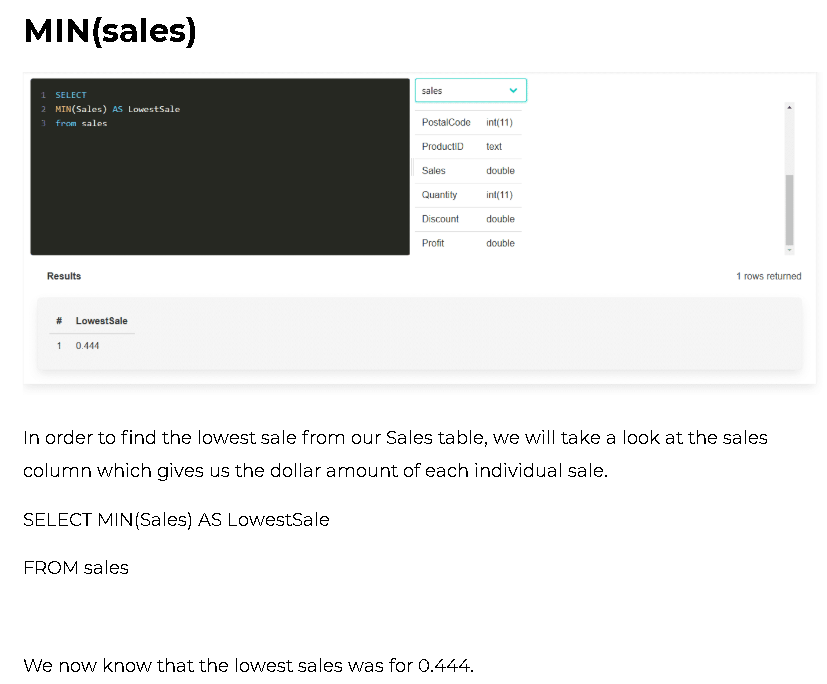 MIN(sales)
1 SELECT
2 MIN(Sales) AS LowestSale
3 from sales
sales
PostalCode int(11)
ProductID text
Sales double
Quantity int(11)
Discount double
Profit double
Results
1 rows returned
# LowestSale
1 0.444
In order to find the lowest sale from our Sales table, we will take a look at the sales
column which gives us the dollar amount of each individual sale.
SELECT MIN(Sales) AS LowestSale
FROM sales
We now know that the lowest sales was for 0.444.